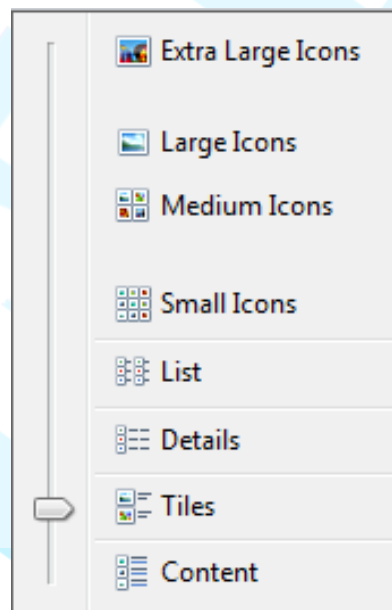 Extra Large Icons
Large Icons
Medium Icons
Small Icons
List
Details
Tiles
Content